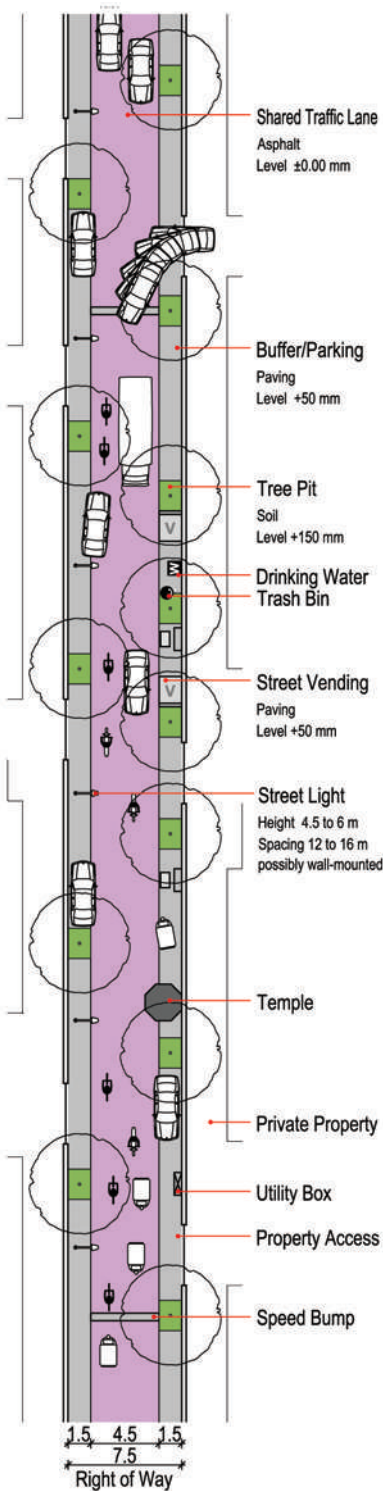 Shared Traffic Lane
Asphalt
Level ±0.00 mm
Buffer/Parking
Paving
Level +50 mm
Tree Pit
Soil
Level +150 mm
V
W
Drinking Water
Trash Bin
Street Vending
Paving
Level +50 mm
V
Street Light
Height 4.5 to 6 m
Spacing 12 to 16 m
possibly wall-mounted
Temple
Private Property
Utility Box
Property Access
Speed Bump
1.5 4.5 1.5
7.5
Right of Way